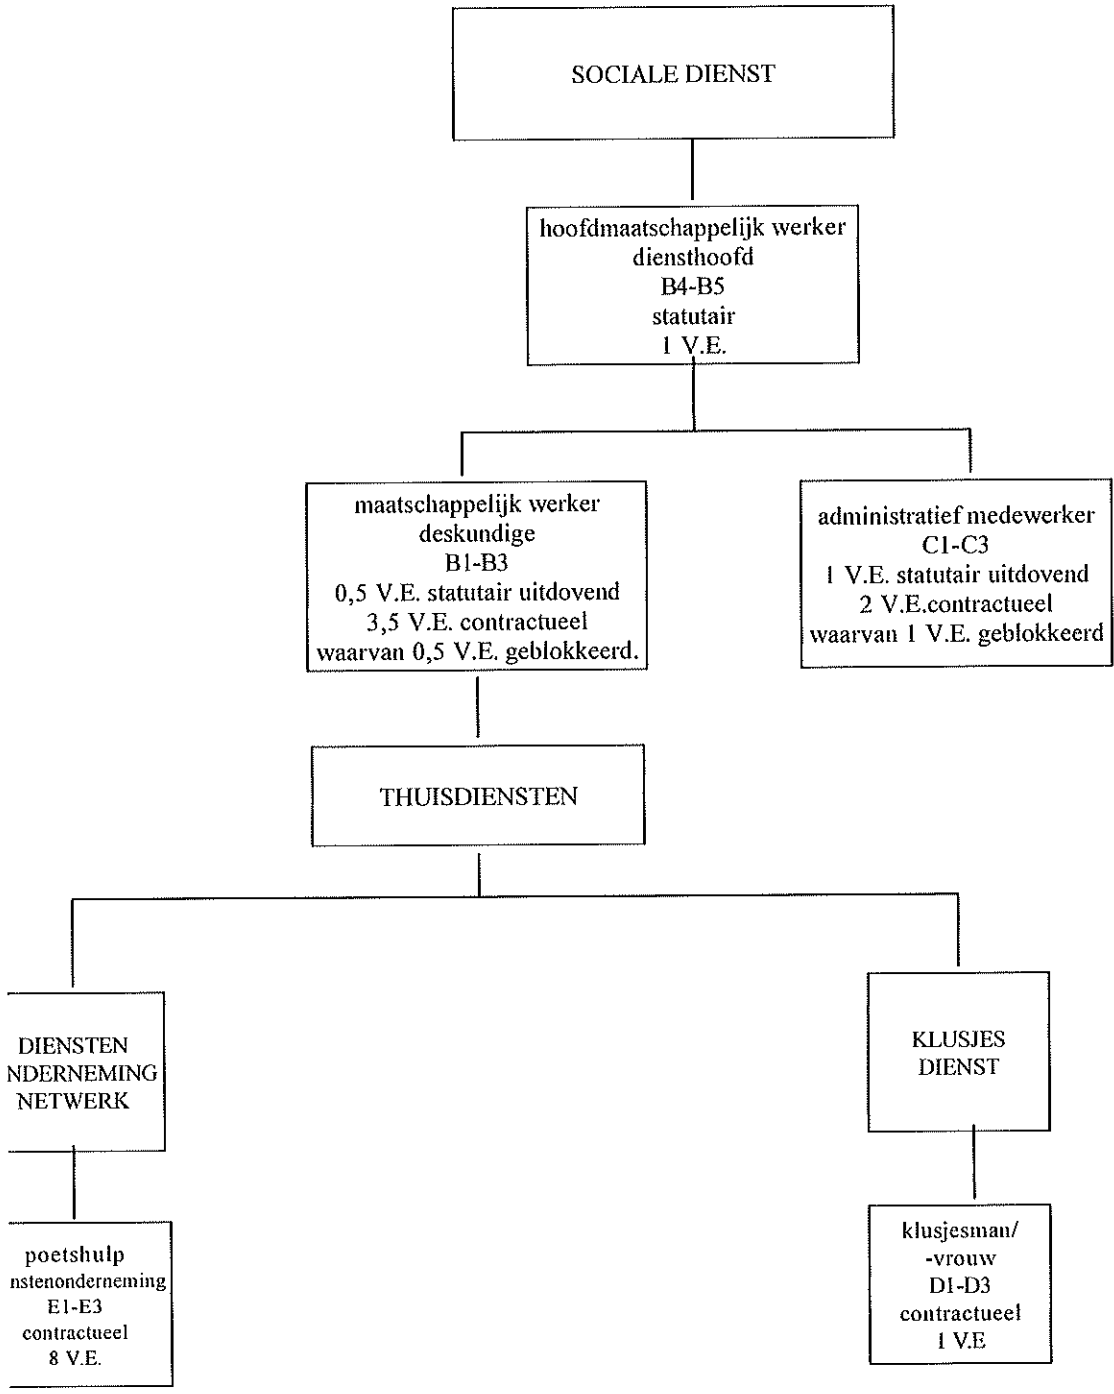 SOCIALE DIENST
hoofdmaatschappelijk werker
diensthoofd
B4-B5
statutair
1 V.E.
maatschappelijk werker
deskundige
B1-B3
0,5 V.E. statutair uitdovend
3,5 V.E. contractueel
waarvan 0,5 V.E. geblokkeerd.
administratief medewerker
C1-C3
1 V.E. statutair uitdovend
2 V.E.contractueel
waarvan 1 V.E. geblokkeerd
THUISDIENSTEN
DIENSTEN
NDERNEMING
NETWERK
KLUSJES
DIENST
poetshulp
nstenonderneming
E1-E3
contractueel
8 V.E.
klusjesman/
-vrouw
D1-D3
contractueel
1 V.E